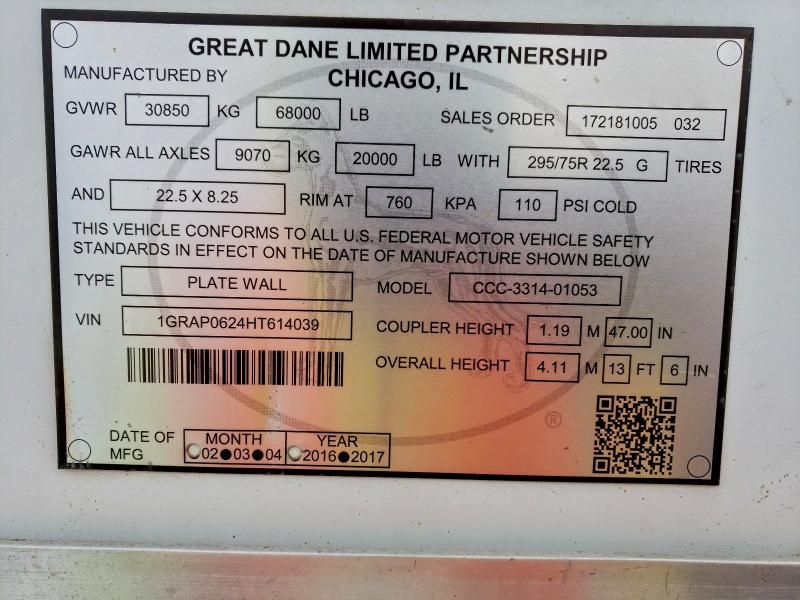 GREAT DANE LIMITED PARTNERSHIP
MANUFACTURED BY CHICAGO, IL
GVWR 30850 KG 68000 LB SALES ORDER 172181005 032
GAWR ALL AXLES 9070 KG 20000 LB WITH 295/75R 22.5 G TIRES
AND 22.5 X 8.25 RIM AT 760 KPA 110 PSI COLD
THIS VEHICLE CONFORMS TO ALL U.S. FEDERAL MOTOR VEHICLE SAFETY
STANDARDS IN EFFECT ON THE DATE OF MANUFACTURE SHOWN BELOW
TYPE PLATE WALL MODEL CCC-3314-01053
VIN 1GRAP0624HT614039 COUPLER HEIGHT 1.19 M 47.00 IN
OVERALL HEIGHT 4.11 M 13 FT 6 IN
®
DATE OF MONTH YEAR
MFG 02 03 04 2016 2017